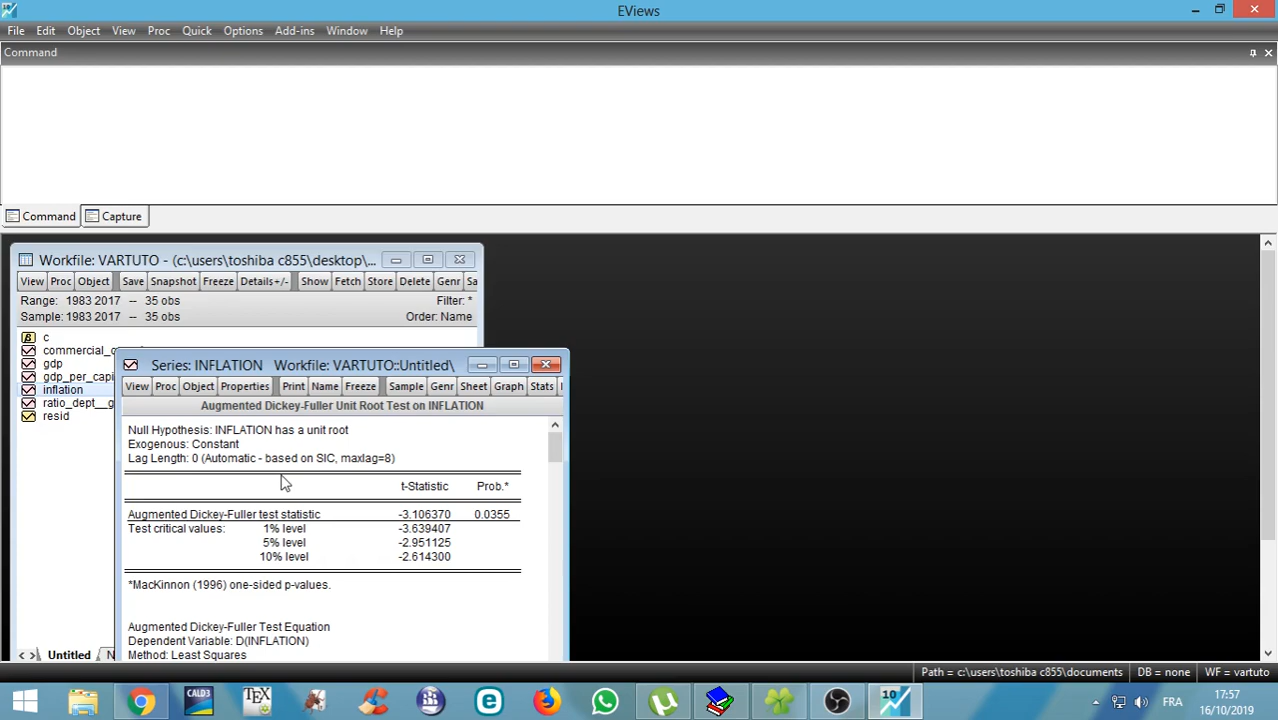 EViews
File Edit Object View Proc Quick Options Add-ins Window Help
Command
Command Capture
Workfile: VARTUTO - (c:\users\toshiba c855\desktop\...
View Proc Object Save Snapshot Freeze Details+/- Show Fetch Store Delete Genr Sa
Range: 1983 2017 -- 35 obs Filter: *
Sample: 1983 2017 -- 35 obs Order: Name
c
commercial_
gdp
gdp_per_capi
inflation
ratio_dept__g
resid
Untitled N
Series: INFLATION Workfile: VARTUTO::Untitled\
View Proc Object Properties Print Name Freeze Sample Genr Sheet Graph Stats
Augmented Dickey-Fuller Unit Root Test on INFLATION
Null Hypothesis: INFLATION has a unit root
Exogenous: Constant
Lag Length: 0 (Automatic - based on SIC, maxlag=8)
t-Statistic Prob.*
Augmented Dickey-Fuller test statistic -3.106370 0.0355
Test critical values: 1% level -3.639407
5% level -2.951125
10% level -2.614300
*MacKinnon (1996) one-sided p-values.
Augmented Dickey-Fuller Test Equation
Dependent Variable: D(INFLATION)
Method: Least Squares
Path = c:\users\toshiba c855\documents DB = none WF = vartuto
CALD3
TEX
10
FRA
17:57
16/10/2019